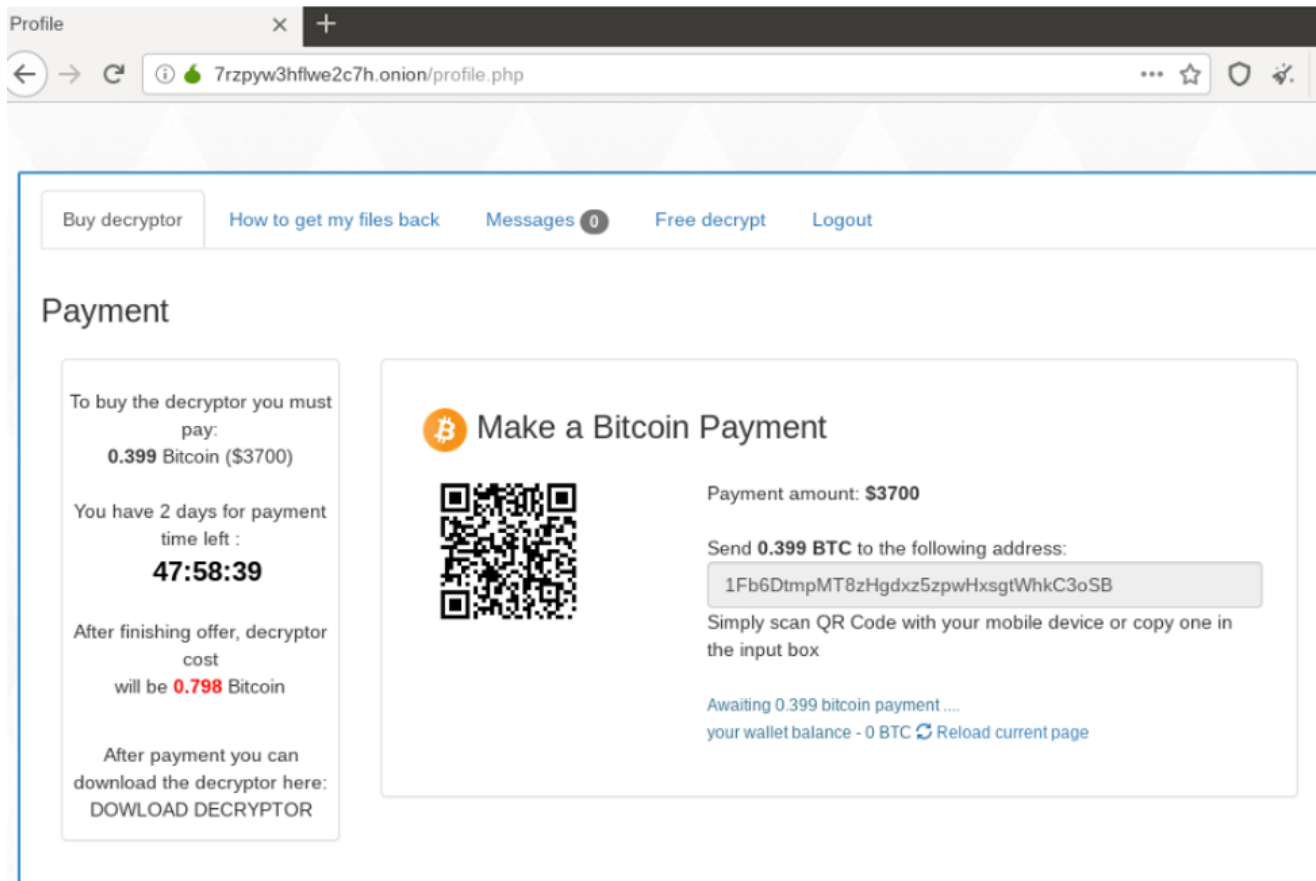 Profile
7rzpyw3hflwe2c7h.onion/profile.php
Buy decryptor
How to get my files back
Messages 0
Free decrypt
Logout
Payment
To buy the decryptor you must
pay:
0.399 Bitcoin ($3700)
You have 2 days for payment
time left :
47:58:39
After finishing offer, decryptor
cost
will be 0.798 Bitcoin
After payment you can
download the decryptor here:
DOWLOAD DECRYPTOR
Make a Bitcoin Payment
Payment amount: $3700
Send 0.399 BTC to the following address:
1Fb6DtmpMT8zHgdxz5zpwHxsgtWhkC3oSB
Simply scan QR Code with your mobile device or copy one in
the input box
Awaiting 0.399 bitcoin payment ....
your wallet balance - 0 BTC Reload current page